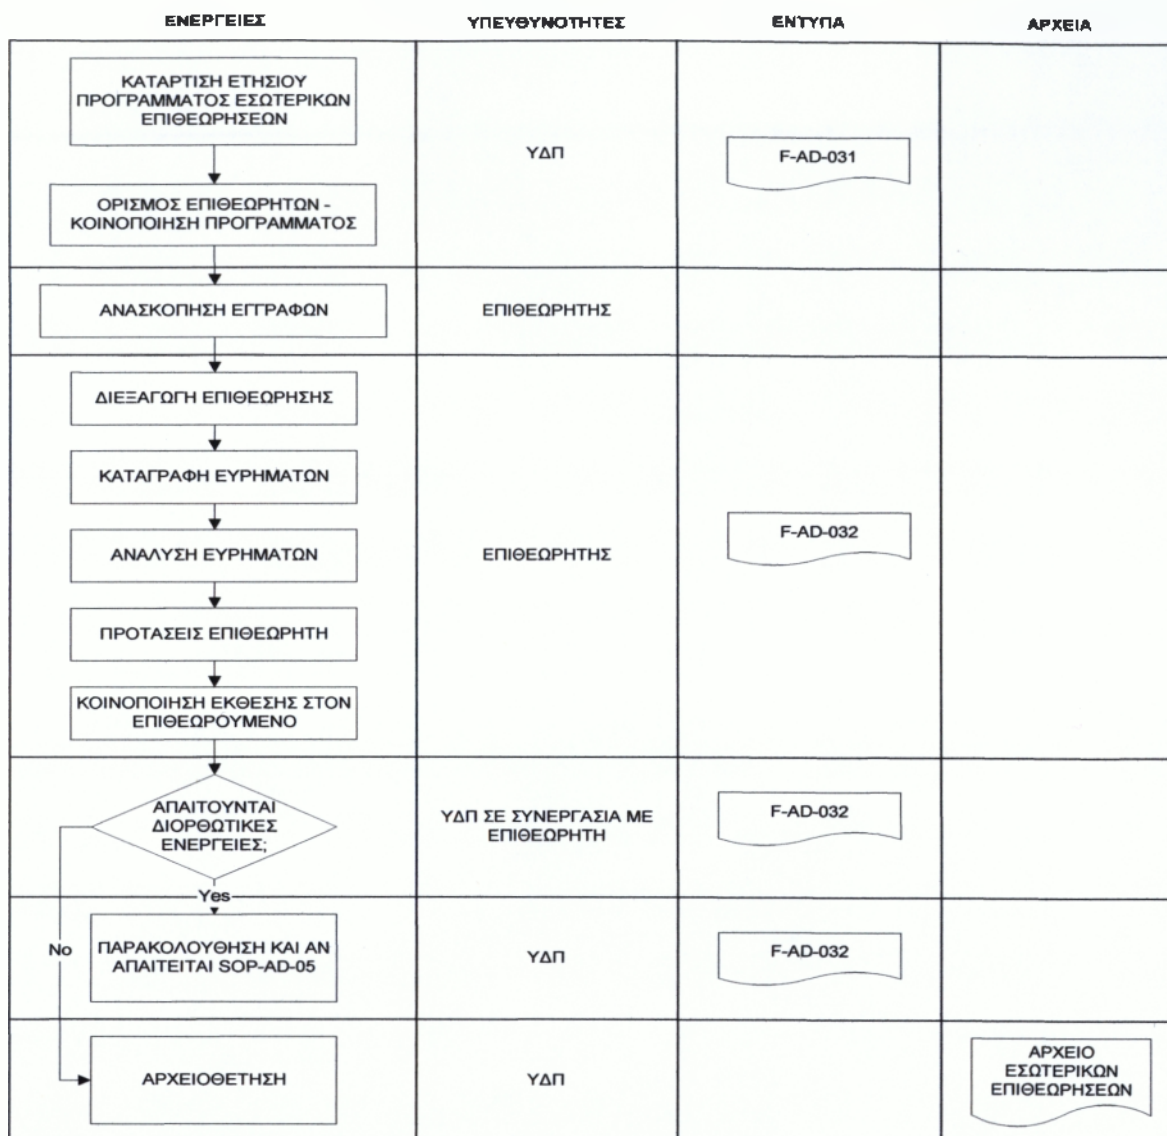 ΕΝΕΡΓΕΙΕΣ
ΥΠΕΥΘΥΝΟΤΗΤΕΣ
ΕΝΤΥΠΑ
ΑΡΧΕΙΑ
ΚΑΤΑΡΤΙΣΗ ΕΤΗΣΙΟΥ
ΠΡΟΓΡΑΜΜΑΤΟΣ ΕΣΩΤΕΡΙΚΩΝ
ΕΠΙΘΕΩΡΗΣΕΩΝ
ΥΔΠ
F-AD-031
ΟΡΙΣΜΟΣ ΕΠΙΘΕΩΡΗΤΩΝ -
ΚΟΙΝΟΠΟΙΗΣΗ ΠΡΟΓΡΑΜΜΑΤΟΣ
ΑΝΑΣΚΟΠΗΣΗ ΕΓΓΡΑΦΩΝ
ΕΠΙΘΕΩΡΗΤΗΣ
ΔΙΕΞΑΓΩΓΗ ΕΠΙΘΕΩΡΗΣΗΣ
ΚΑΤΑΓΡΑΦΗ ΕΥΡΗΜΑΤΩΝ
ΑΝΑΛΥΣΗ ΕΥΡΗΜΑΤΩΝ
ΕΠΙΘΕΩΡΗΤΗΣ
F-AD-032
ΠΡΟΤΑΣΕΙΣ ΕΠΙΘΕΩΡΗΤΗ
ΚΟΙΝΟΠΟΙΗΣΗ ΕΚΘΕΣΗΣ ΣΤΟΝ
ΕΠΙΘΕΩΡΟΥΜΕΝΟ
ΑΠΑΙΤΟΥΝΤΑΙ
ΔΙΟΡΘΩΤΙΚΕΣ
ΕΝΕΡΓΕΙΕΣ;
ΥΔΠ ΣΕ ΣΥΝΕΡΓΑΣΙΑ ΜΕ
ΕΠΙΘΕΩΡΗΤΗ
F-AD-032
Yes
No
ΠΑΡΑΚΟΛΟΥΘΗΣΗ ΚΑΙ ΑΝ
ΑΠΑΙΤΕΙΤΑΙ SOP-AD-05
ΥΔΠ
F-AD-032
ΑΡΧΕΙΟΘΕΤΗΣΗ
ΥΔΠ
ΑΡΧΕΙΟ
ΕΣΩΤΕΡΙΚΩΝ
ΕΠΙΘΕΩΡΗΣΕΩΝ